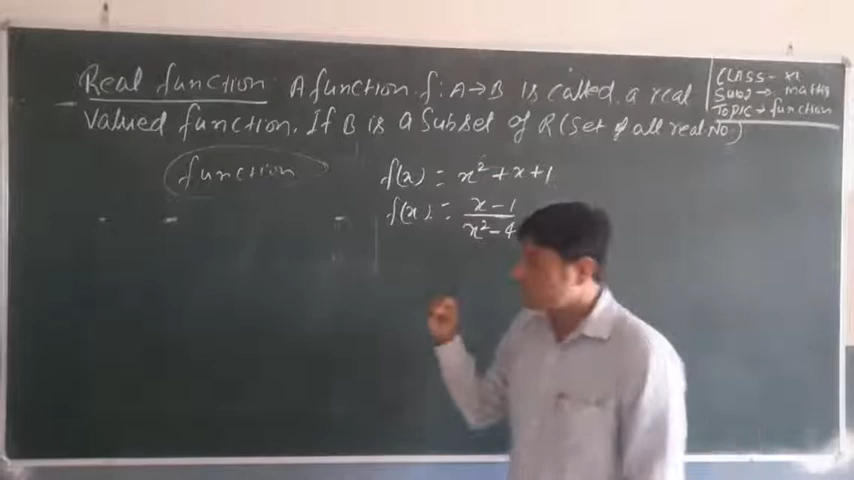 Real function A function f: A→B is called a real
Valued function. If B is a Subset of R (Set of all real No)
CLASS - XI
Sub → maths
Topic → function
function
f(x) = x² + x + 1
f(x) = x - 1 / x² - 4